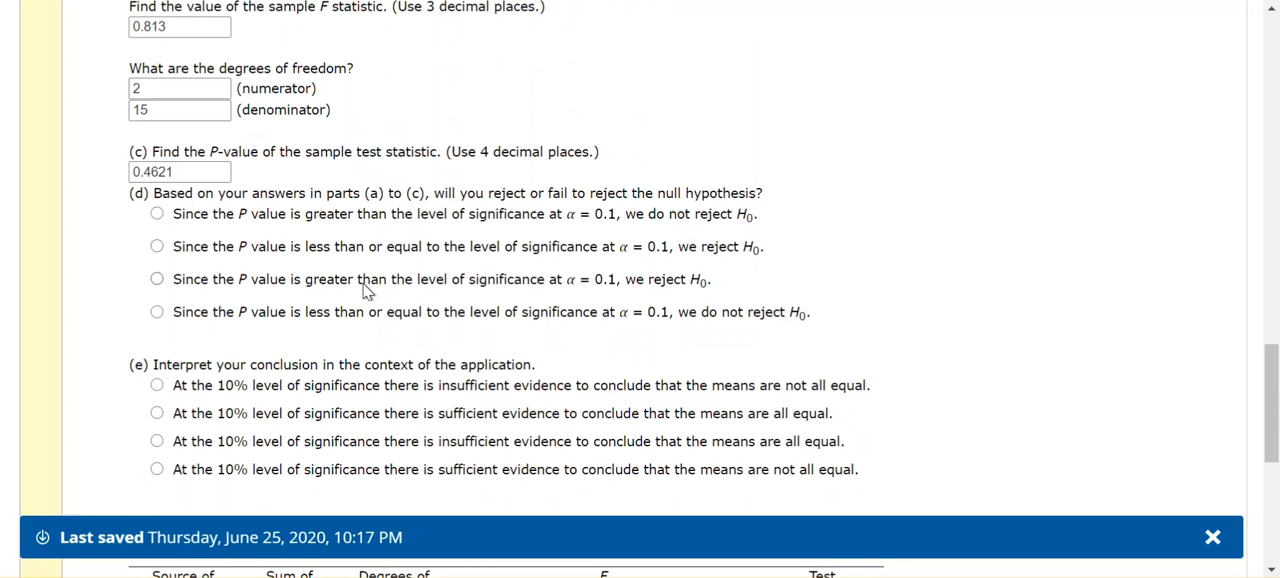 Find the value of the sample F statistic. (Use 3 decimal places.)
0.813
What are the degrees of freedom?
2 (numerator)
15 (denominator)
(c) Find the P-value of the sample test statistic. (Use 4 decimal places.)
0.4621
(d) Based on your answers in parts (a) to (c), will you reject or fail to reject the null hypothesis?
Since the P value is greater than the level of significance at α = 0.1, we do not reject H₀.
Since the P value is less than or equal to the level of significance at α = 0.1, we reject H₀.
Since the P value is greater than the level of significance at α = 0.1, we reject H₀.
Since the P value is less than or equal to the level of significance at α = 0.1, we do not reject H₀.
(e) Interpret your conclusion in the context of the application.
At the 10% level of significance there is insufficient evidence to conclude that the means are not all equal.
At the 10% level of significance there is sufficient evidence to conclude that the means are all equal.
At the 10% level of significance there is insufficient evidence to conclude that the means are all equal.
At the 10% level of significance there is sufficient evidence to conclude that the means are not all equal.
Last saved Thursday, June 25, 2020, 10:17 PM
Source of Sum of Degrees of F Test